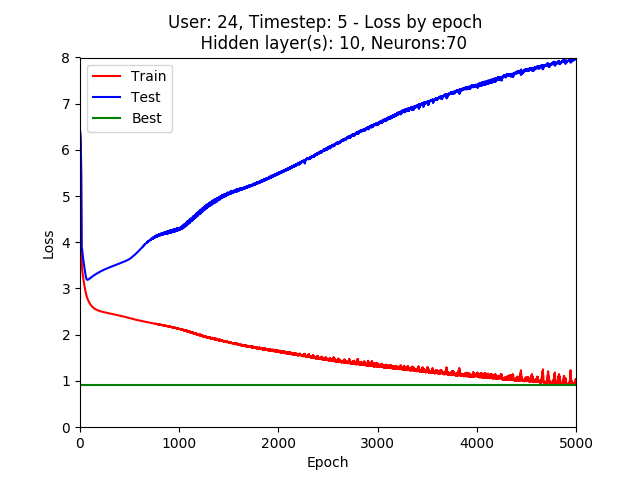 User: 24, Timestep: 5 - Loss by epoch
Hidden layer(s): 10, Neurons:70
8
7
6
5
4
3
2
1
0
Loss
Train
Test
Best
0 1000 2000 3000 4000 5000
Epoch